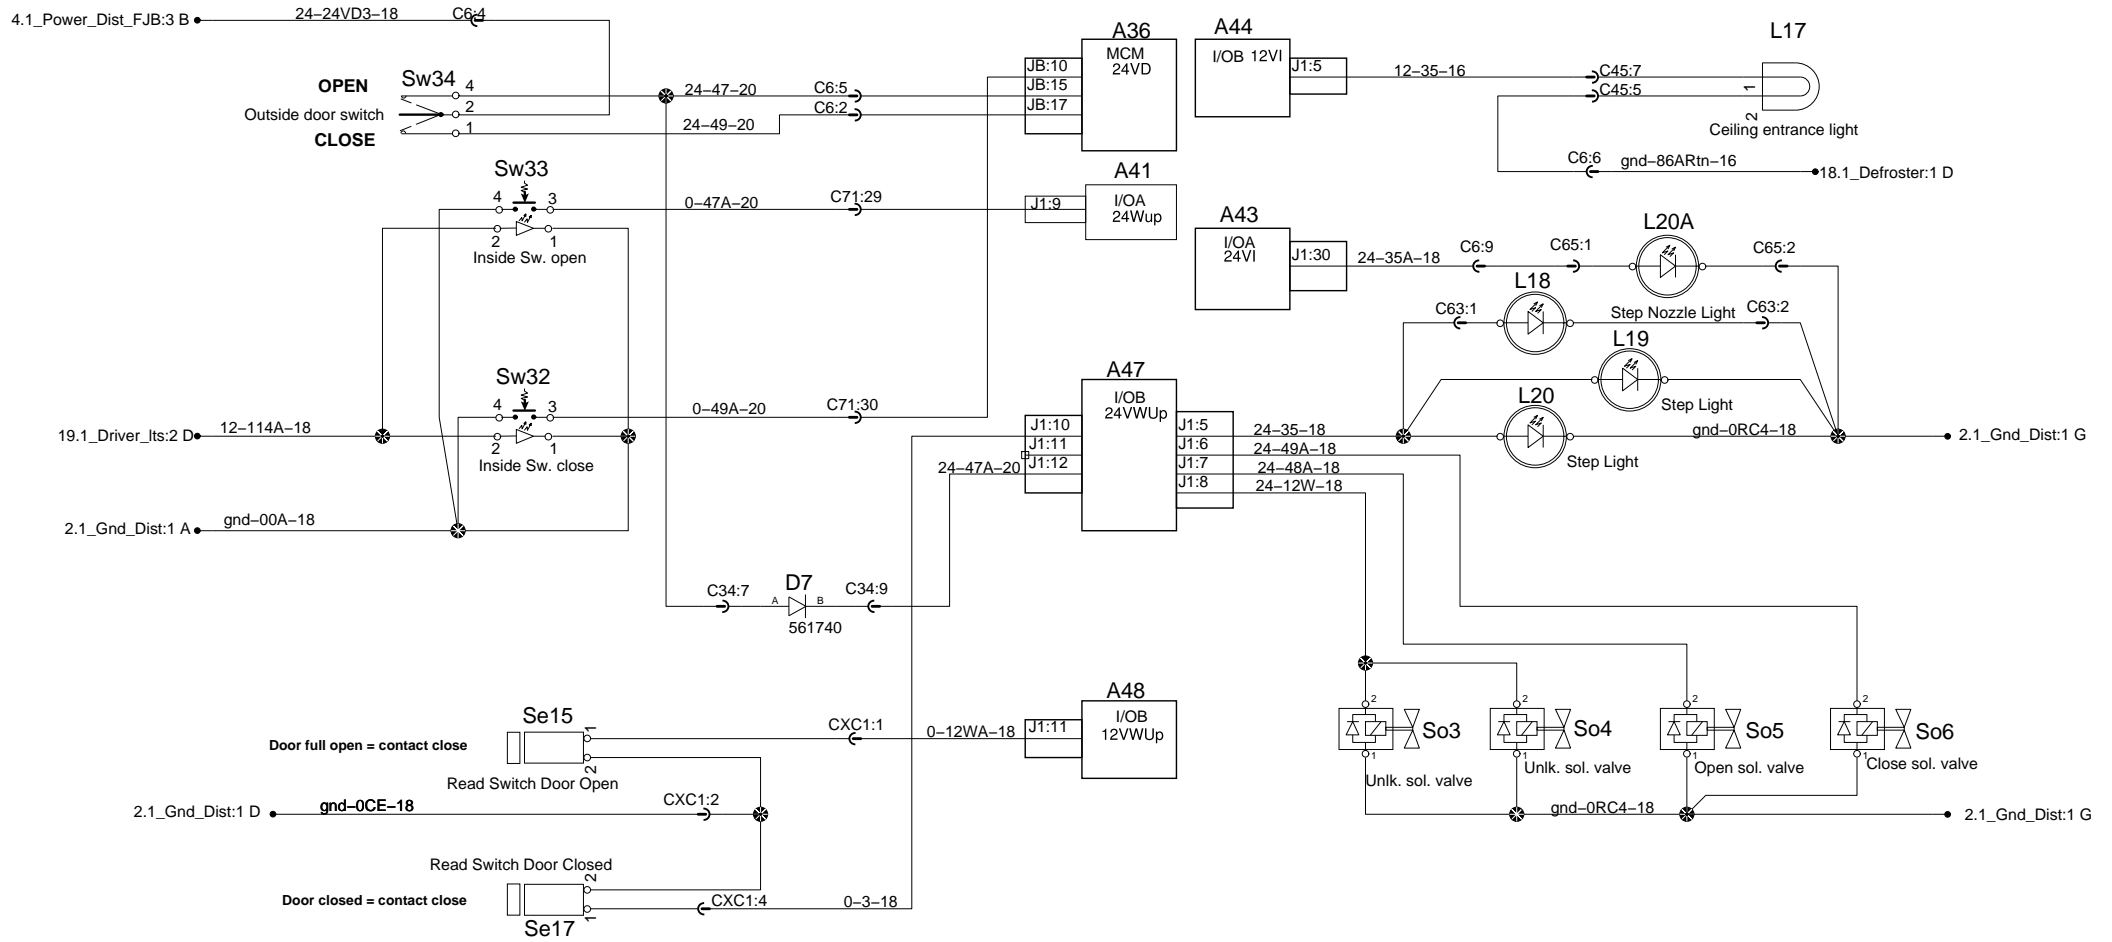 4.1_Power_Dist_FJB:3 B
24-24VD3-18
C6:4
OPEN
Sw34
4
Outside door switch
2
CLOSE
1
24-47-20
C6:5
C6:2
24-49-20
A36
MCM
24VD
JB:10
JB:15
JB:17
A44
I/OB 12VI
J1:5
12-35-16
C45:7
C45:5
L17
1
2
Ceiling entrance light
C6:6
gnd-86ARtn-16
18.1_Defroster:1 D
Sw33
4
3
2
1
Inside Sw. open
0-47A-20
C71:29
A41
J1:9
I/OA
24Wup
A43
I/OA
24VI
J1:30
24-35A-18
C6:9
C65:1
L20A
C65:2
L18
C63:1
Step Nozzle Light
C63:2
L19
Step Light
L20
Step Light
gnd-0RC4-18
2.1_Gnd_Dist:1 G
Sw32
4
3
2
1
Inside Sw. close
0-49A-20
C71:30
19.1_Driver_lts:2 D
12-114A-18
2.1_Gnd_Dist:1 A
gnd-00A-18
A47
I/OB
24VWUp
J1:10
J1:11
J1:12
24-47A-20
J1:5
J1:6
J1:7
J1:8
24-35-18
24-49A-18
24-48A-18
24-12W-18
C34:7
D7
A
B
561740
C34:9
Se15
1
2
Door full open = contact close
Read Switch Door Open
CXC1:1
0-12WA-18
A48
J1:11
I/OB
12VWUp
2.1_Gnd_Dist:1 D
gnd-0CE-18
CXC1:2
Read Switch Door Closed
2
1
Door closed = contact close
Se17
CXC1:4
0-3-18
2
So3
1
Unlk. sol. valve
2
So4
1
Unlk. sol. valve
2
So5
1
Open sol. valve
2
So6
1
Close sol. valve
gnd-0RC4-18
2.1_Gnd_Dist:1 G